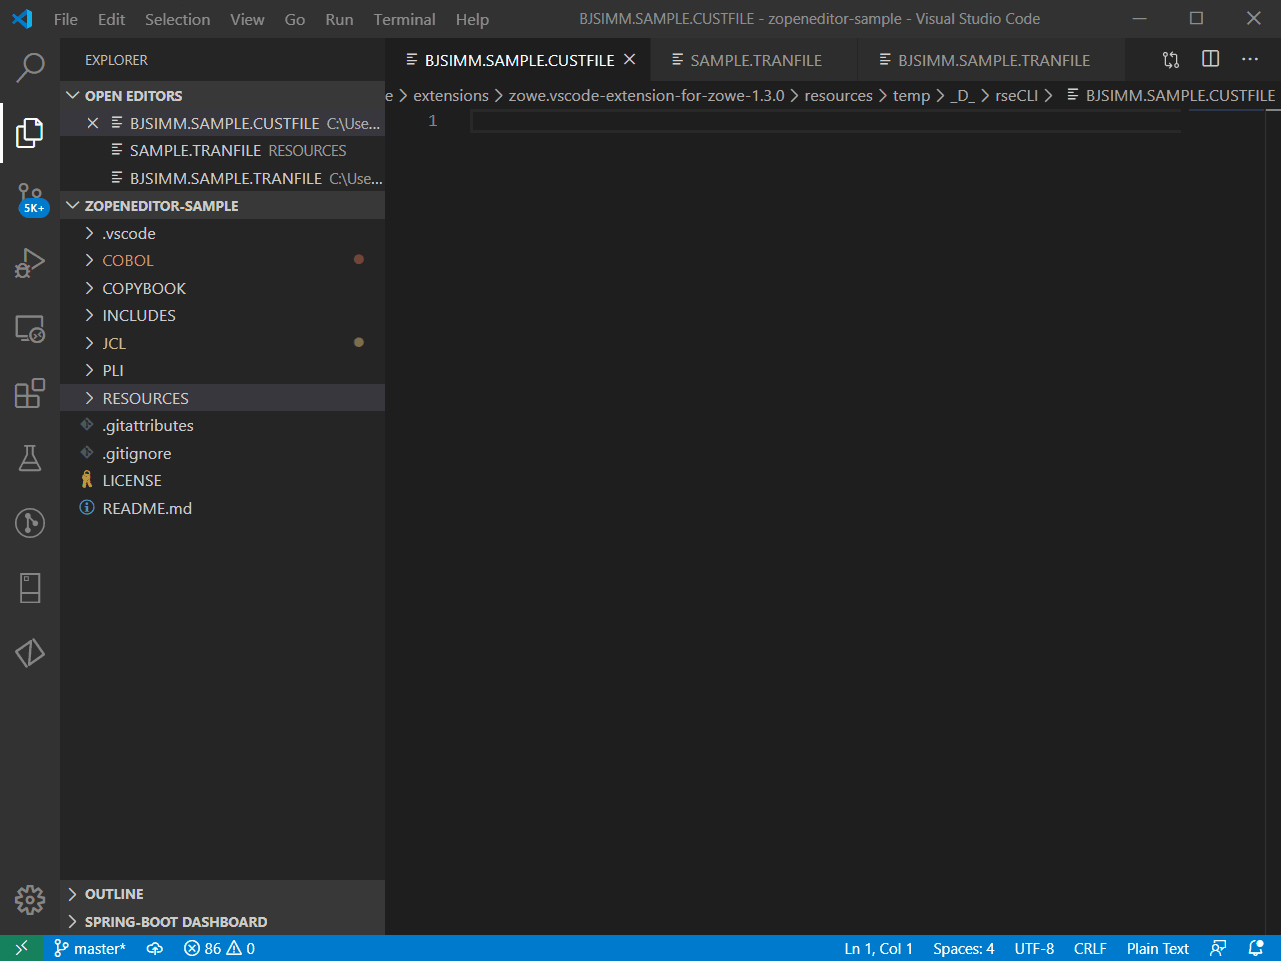 File Edit Selection View Go Run Terminal Help BJSIMM.SAMPLE.CUSTFILE - zopeneditor-sample - Visual Studio Code
EXPLORER
BJSIMM.SAMPLE.CUSTFILE SAMPLE.TRANFILE BJSIMM.SAMPLE.TRANFILE
e > extensions > zowe.vscode-extension-for-zowe-1.3.0 > resources > temp > _D_ > rseCLI > BJSIMM.SAMPLE.CUSTFILE
1
OPEN EDITORS
BJSIMM.SAMPLE.CUSTFILE C:\Use...
SAMPLE.TRANFILE RESOURCES
BJSIMM.SAMPLE.TRANFILE C:\Use...
ZOPENEDITOR-SAMPLE
.vscode
COBOL
COPYBOOK
INCLUDES
JCL
PLI
RESOURCES
.gitattributes
.gitignore
LICENSE
README.md
5K+
OUTLINE
SPRING-BOOT DASHBOARD
master* 86 0 Ln 1, Col 1 Spaces: 4 UTF-8 CRLF Plain Text